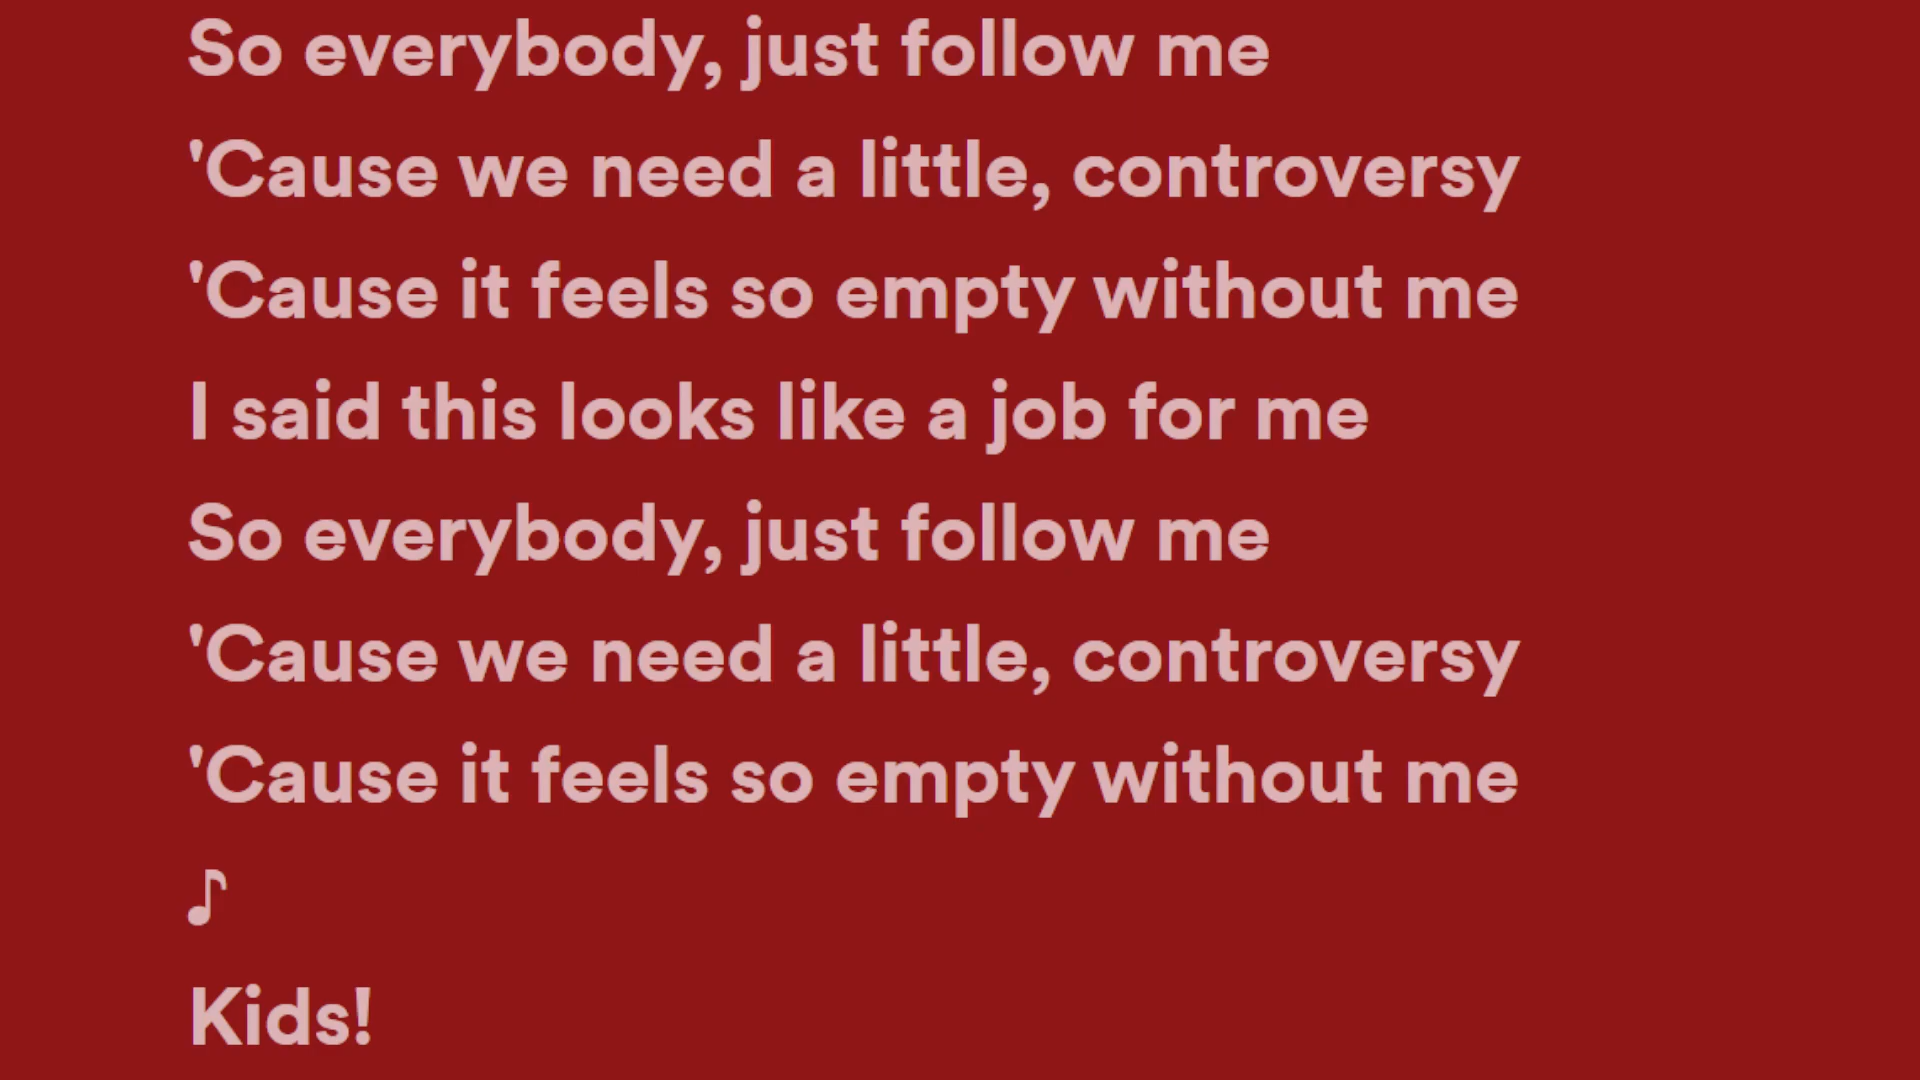 So everybody, just follow me
'Cause we need a little, controversy
'Cause it feels so empty without me
I said this looks like a job for me
So everybody, just follow me
'Cause we need a little, controversy
'Cause it feels so empty without me
♪
Kids!